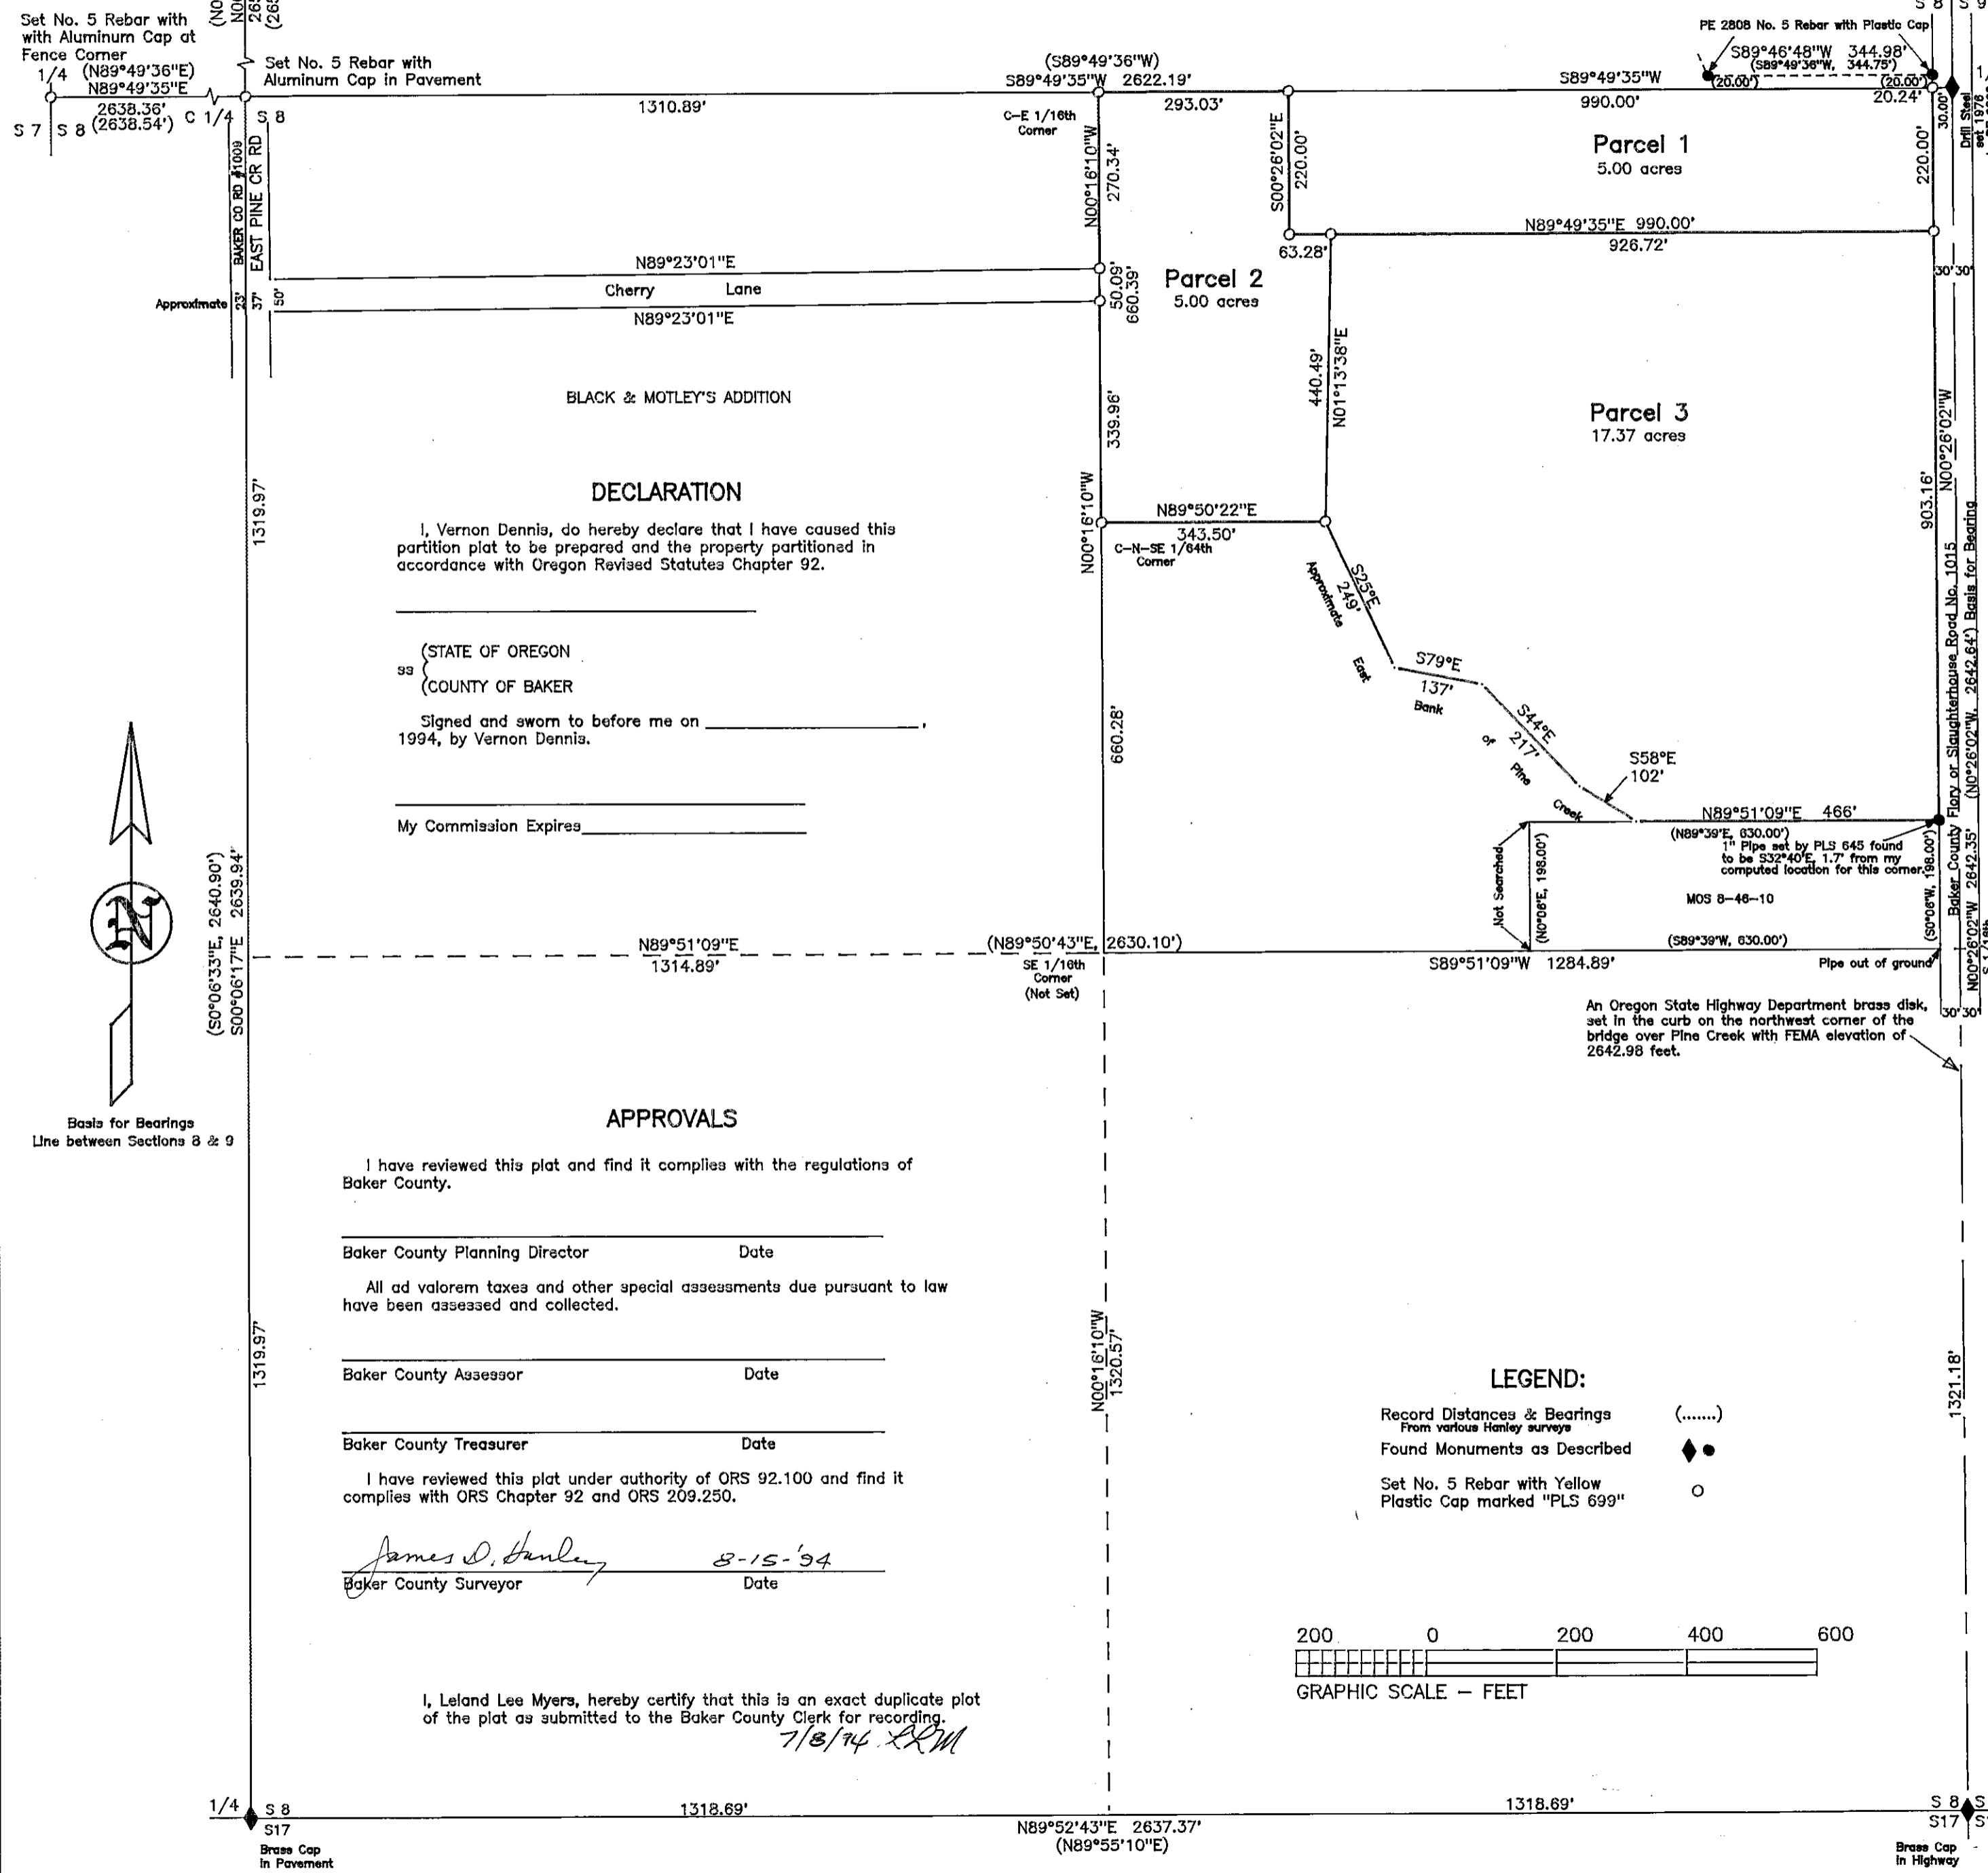 Set No. 5 Rebar with
with Aluminum Cap at
Fence Corner
1/4 (N89°49'36"E)
N89°49'35"E
2638.36'
(2638.54')
S 7 S 8
C 1/4 S 8
Set No. 5 Rebar with
Aluminum Cap in Pavement
1310.89'
(S89°49'36"W)
S89°49'35"W 2622.19'
293.03'
C-E 1/16th
Corner
S89°49'35"W
990.00'
PE 2808 No. 5 Rebar with Plastic Cap
S89°46'48"W 344.98'
(S89°49'36"W, 344.75')
(20.00')
(20.00')
20.24'
30.00'
Drill Steel
set 1976
S 8
BAKER CO RD #1009
EAST PINE CR RD
N00°16'10"W
270.34'
S00°26'02"E
220.00'
Parcel 1
5.00 acres
220.00'
N89°49'35"E 990.00'
63.28'
926.72'
N89°23'01"E
Cherry Lane
N89°23'01"E
Approximate
23'
37'
50'
50.09'
660.39'
Parcel 2
5.00 acres
30' 30'
440.49'
N01°13'38"E
BLACK & MOTLEY'S ADDITION
339.96'
Parcel 3
17.37 acres
N00°26'02"W
903.16'
1319.97'
DECLARATION
I, Vernon Dennis, do hereby declare that I have caused this
partition plat to be prepared and the property partitioned in
accordance with Oregon Revised Statutes Chapter 92.
N00°16'10"W
N89°50'22"E
343.50'
C-N-SE 1/64th
Corner
S25°E
249'
Approximate East Bank of Pine Creek
S79°E
137'
S44°E
217'
S58°E
102'
ss
(STATE OF OREGON
(COUNTY OF BAKER
Signed and sworn to before me on ,
1994, by Vernon Dennis.
My Commission Expires
660.28'
N89°51'09"E 466'
(N89°39'E, 630.00')
1" Pipe set by PLS 645 found
to be S32°40'E, 1.7' from my
computed location for this corner.
MOS 8-46-10
Not Searched
(N0°06'E, 198.00')
(S0°06'W, 198.00')
(S89°39'W, 630.00')
Baker County Flory or Slaughterhouse Road No. 1015
(N0°26'02"W, 2642.64') Basis for Bearing
N00°26'02"W 2642.35'
N
(S0°06'33"E, 2640.90')
S00°06'17"E 2639.94'
N89°51'09"E
1314.89'
(N89°50'43"E, 2630.10')
SE 1/16th
Corner
(Not Set)
S89°51'09"W 1284.89'
Pipe out of ground
30' 30'
An Oregon State Highway Department brass disk,
set in the curb on the northwest corner of the
bridge over Pine Creek with FEMA elevation of
2642.98 feet.
Basis for Bearings
Line between Sections 8 & 9
APPROVALS
I have reviewed this plat and find it complies with the regulations of
Baker County.
Baker County Planning Director Date
All ad valorem taxes and other special assessments due pursuant to law
have been assessed and collected.
Baker County Assessor Date
Baker County Treasurer Date
I have reviewed this plat under authority of ORS 92.100 and find it
complies with ORS Chapter 92 and ORS 209.250.
James D. Hanley 8-15-'94
Baker County Surveyor Date
1319.97'
N00°16'10"W
1320.57'
1321.18'
LEGEND:
Record Distances & Bearings (.......)
From various Hanley surveys
Found Monuments as Described
Set No. 5 Rebar with Yellow
Plastic Cap marked "PLS 699"
200 0 200 400 600
GRAPHIC SCALE - FEET
I, Leland Lee Myers, hereby certify that this is an exact duplicate plot
of the plat as submitted to the Baker County Clerk for recording.
7/8/94 LLM
1/4 S 8
S17
Brass Cap
in Pavement
1318.69'
N89°52'43"E 2637.37'
(N89°55'10"E)
1318.69'
S 8
S17
Brass Cap
in Highway